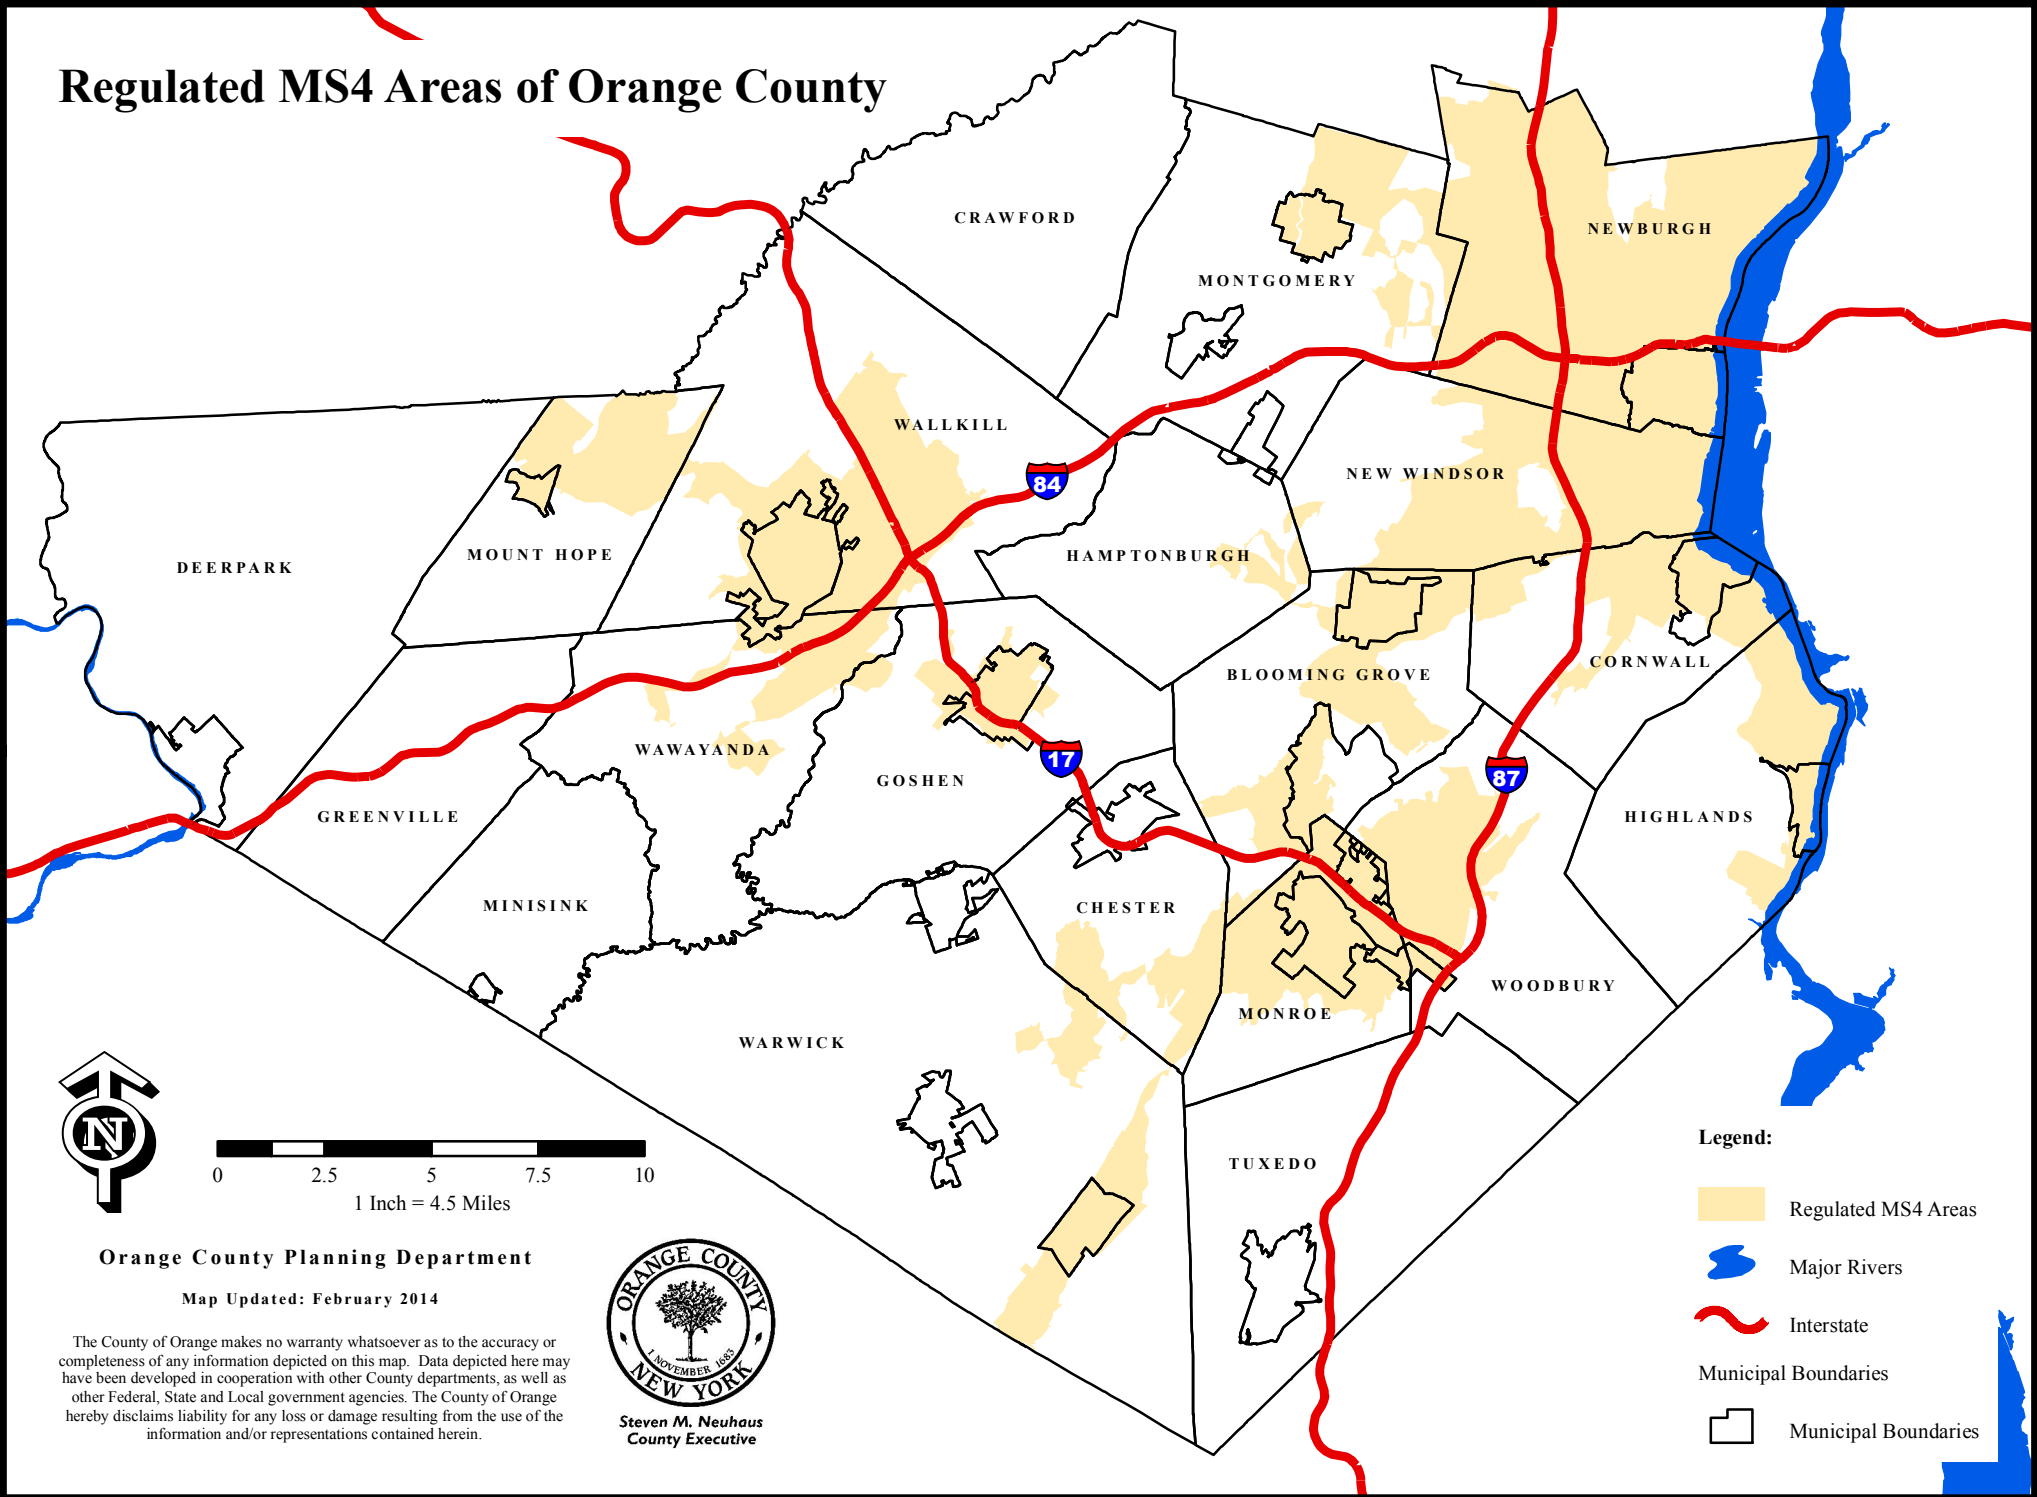 Regulated MS4 Areas of Orange County
CRAWFORD
NEWBURGH
MONTGOMERY
WALLKILL
84
NEW WINDSOR
MOUNT HOPE
HAMPTONBURGH
DEERPARK
CORNWALL
BLOOMING GROVE
WAWAYANDA
17
GOSHEN
87
GREENVILLE
HIGHLANDS
MINISINK
CHESTER
WOODBURY
MONROE
WARWICK
TUXEDO
N
0 2.5 5 7.5 10
1 Inch = 4.5 Miles
Orange County Planning Department
Map Updated: February 2014
The County of Orange makes no warranty whatsoever as to the accuracy or
completeness of any information depicted on this map. Data depicted here may
have been developed in cooperation with other County departments, as well as
other Federal, State and Local government agencies. The County of Orange
hereby disclaims liability for any loss or damage resulting from the use of the
information and/or representations contained herein.
ORANGE COUNTY
1 NOVEMBER 1683
NEW YORK
Steven M. Neuhaus
County Executive
Legend:
Regulated MS4 Areas
Major Rivers
Interstate
Municipal Boundaries
Municipal Boundaries